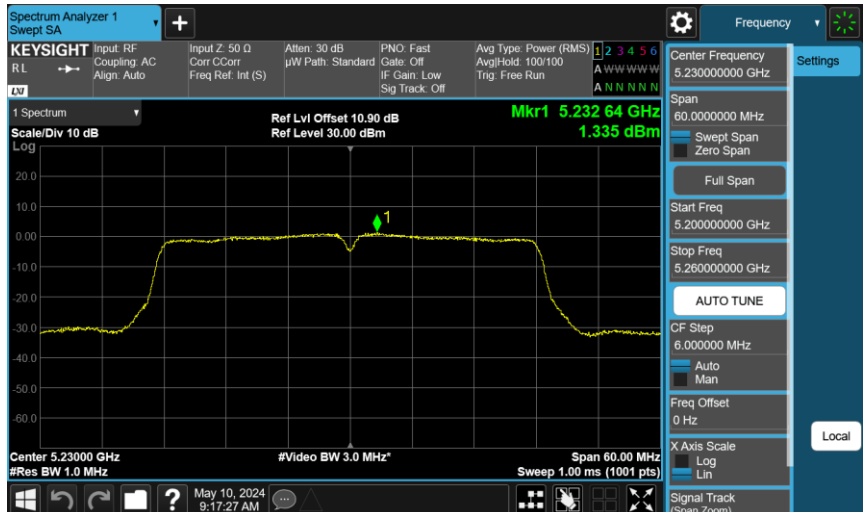 Spectrum Analyzer 1
Swept SA
+
Frequency
KEYSIGHT
R L
LXI
Input: RF
Coupling: AC
Align: Auto
Input Z: 50 Ω
Corr CCorr
Freq Ref: Int (S)
Atten: 30 dB
µW Path: Standard
PNO: Fast
Gate: Off
IF Gain: Low
Sig Track: Off
Avg Type: Power (RMS)
Avg|Hold: 100/100
Trig: Free Run
1 2 3 4 5 6
A W W W W W
A N N N N N
1 Spectrum
Scale/Div 10 dB
Log
Ref Lvl Offset 10.90 dB
Ref Level 30.00 dBm
Mkr1 5.232 64 GHz
1.335 dBm
20.0
10.0
0.00
-10.0
-20.0
-30.0
-40.0
-50.0
-60.0
1
Center 5.23000 GHz
#Res BW 1.0 MHz
#Video BW 3.0 MHz*
Span 60.00 MHz
Sweep 1.00 ms (1001 pts)
?
May 10, 2024
9:17:27 AM
Center Frequency
5.230000000 GHz
Span
60.0000000 MHz
Swept Span
Zero Span
Full Span
Start Freq
5.200000000 GHz
Stop Freq
5.260000000 GHz
AUTO TUNE
CF Step
6.000000 MHz
Auto
Man
Freq Offset
0 Hz
X Axis Scale
Log
Lin
Signal Track
(Span Zoom)
Settings
Local